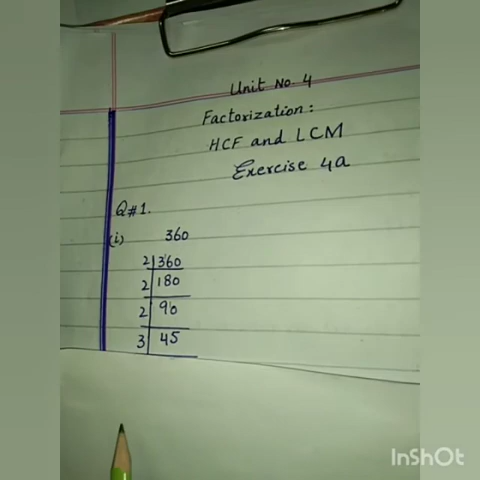 Unit No. 4
Factorization:
HCF and LCM
Exercise 4a
Q#1.
(i) 360
2 | 360
2 | 180
2 | 90
3 | 45
InShOt